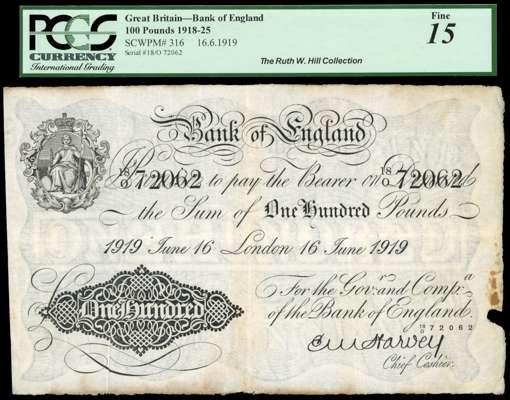 PCGS
CURRENCY
International Grading
Great Britain—Bank of England
100 Pounds 1918-25
SCWPM# 316 16.6.1919
Serial #18/O 72062
Fine
15
The Ruth W. Hill Collection
Bank of England
18/O 72062 to pay the Bearer on Demand 18/O 72062
the Sum of One Hundred Pounds
1919 June 16 London 16 June 1919
For the Govr. and Compa.
of the Bank of England.
18/O 72062
£ One Hundred
E M Harvey
Chief Cashier.